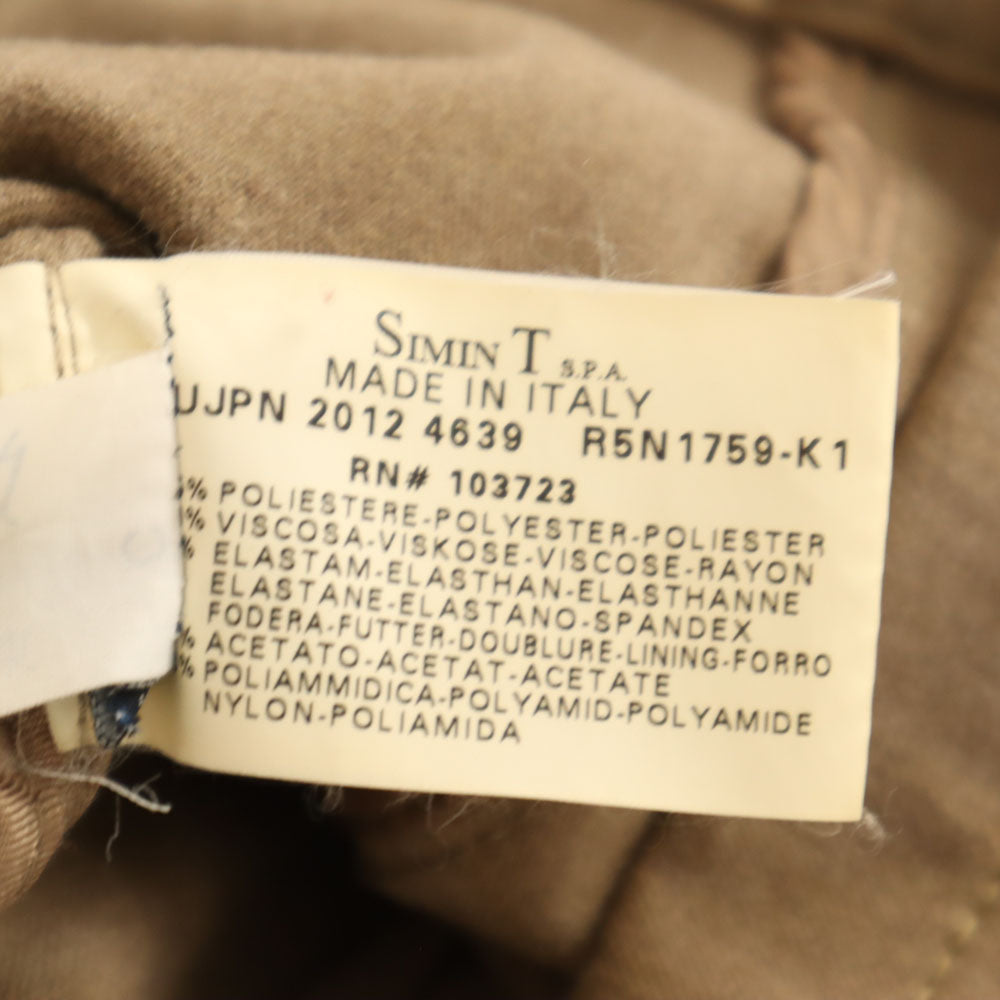 SIMIN T S.P.A.
MADE IN ITALY
UJPN 2012 4639 R5N1759-K1
RN# 103723
% POLIESTERE-POLYESTER-POLIESTER
% VISCOSA-VISKOSE-VISCOSE-RAYON
% ELASTAM-ELASTHAN-ELASTHANNE
ELASTANE-ELASTANO-SPANDEX
FODERA-FUTTER-DOUBLURE-LINING-FORRO
% ACETATO-ACETAT-ACETATE
% POLIAMMIDICA-POLYAMID-POLYAMIDE
NYLON-POLIAMIDA